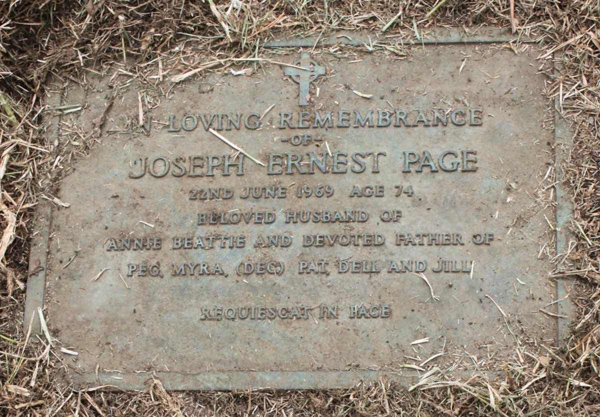 IN LOVING REMEMBRANCE
-OF-
JOSEPH ERNEST PAGE
22ND JUNE 1969 AGE 74
BELOVED HUSBAND OF
ANNIE BEATTIE AND DEVOTED FATHER OF
PEG, MYRA, (DEC) PAT, DELL AND JILL
REQUIESCAT IN PACE